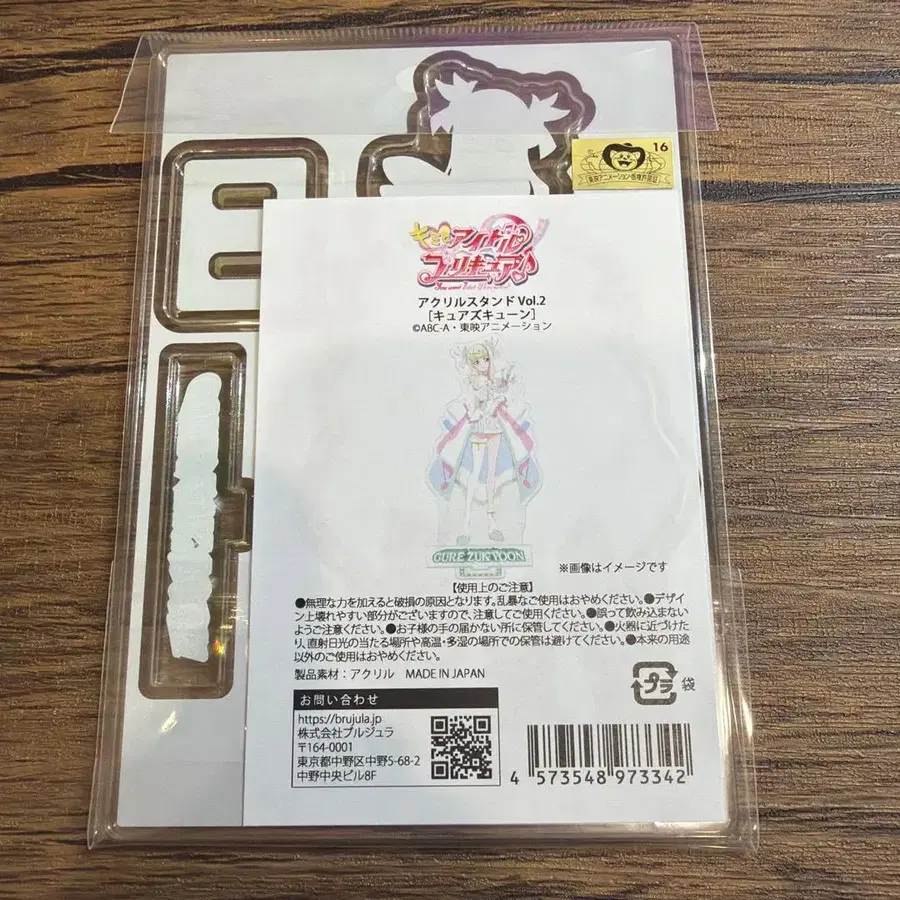 16
東映アニメーション・版権許諾証
キミとアイドル
プリキュア♪
You and Idol Precure♪
アクリルスタンド Vol.2
[キュアズキューン]
©ABC-A・東映アニメーション
CURE ZUKYOON
※画像はイメージです
【使用上のご注意】
●無理な力を加えると破損の原因となります。乱暴なご使用はおやめください。●デザイ
ン上壊れやすい部分がございますので、注意してご使用ください。●誤って飲み込まない
ようご注意ください。●お子様の手の届かない所に保管してください。●火器に近づけた
り、直射日光の当たる場所や高温・多湿の場所での保管は避けてください。●本来の用途
以外のご使用はおやめください。
製品素材：アクリル MADE IN JAPAN
プラ 袋
お問い合わせ
https://brujula.jp
株式会社ブルジュラ
〒164-0001
東京都中野区中野5-68-2
中野中央ビル8F
4 573548 973342